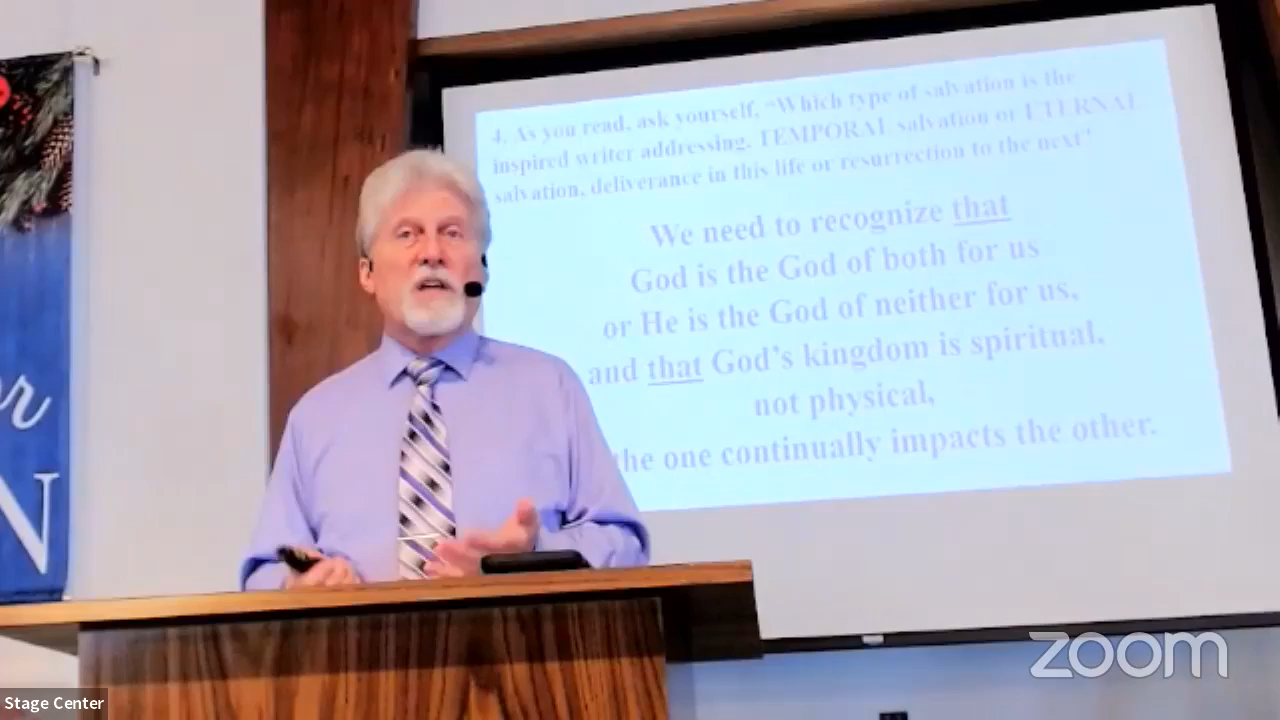 4. As you read, ask yourself, “Which type of salvation is the
inspired writer addressing. TEMPORAL salvation or ETERNAL
salvation, deliverance in this life or resurrection to the next’
We need to recognize that
God is the God of both for us
or He is the God of neither for us,
and that God’s kingdom is spiritual,
not physical,
the one continually impacts the other.
or
N
zoom
Stage Center